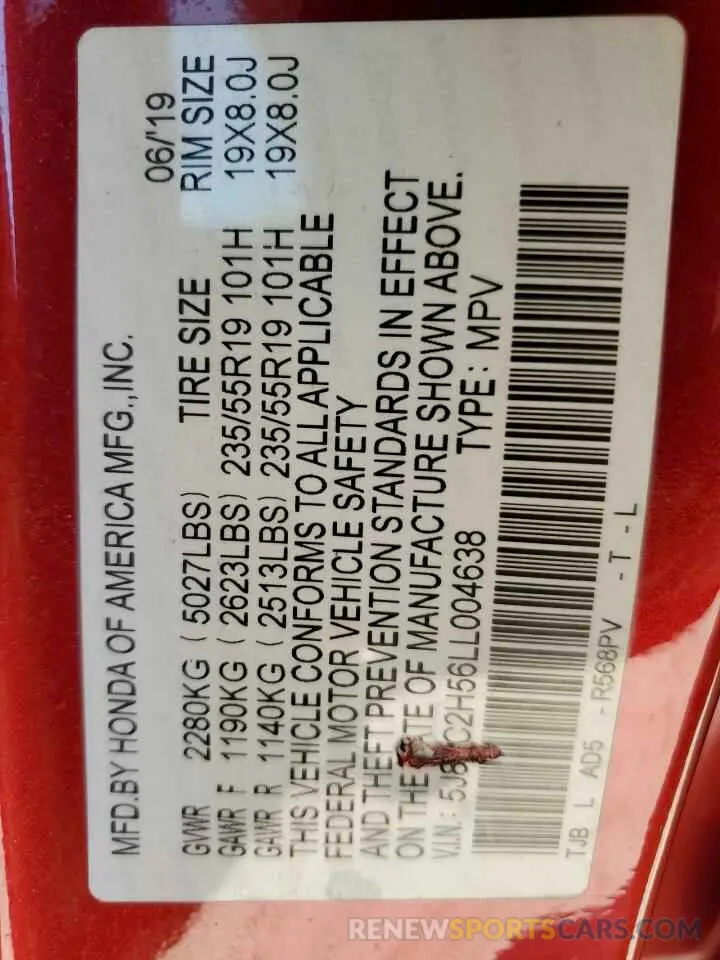 MFD.BY HONDA OF AMERICA MFG.,INC. 06/'19
GVWR 2280KG ( 5027LBS) TIRE SIZE RIM SIZE
GAWR F 1190KG ( 2623LBS) 235/55R19 101H 19X8.0J
GAWR R 1140KG ( 2513LBS) 235/55R19 101H 19X8.0J
THIS VEHICLE CONFORMS TO ALL APPLICABLE
FEDERAL MOTOR VEHICLE SAFETY
AND THEFT PREVENTION STANDARDS IN EFFECT
ON THE OF MANUFACTURE SHOWN ABOVE.
V.I.N.: TYPE: MPV
TJB L AD5 -R568PV -T-L
RENEWSPORTSCARS.COM